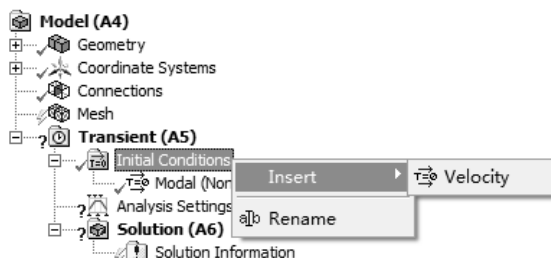 Model (A4)
Geometry
Coordinate Systems
Connections
Mesh
Transient (A5)
Initial Conditions
Insert
Velocity
T=0 Modal (Nor
Analysis Settings
Rename
Solution (A6)
Solution Information